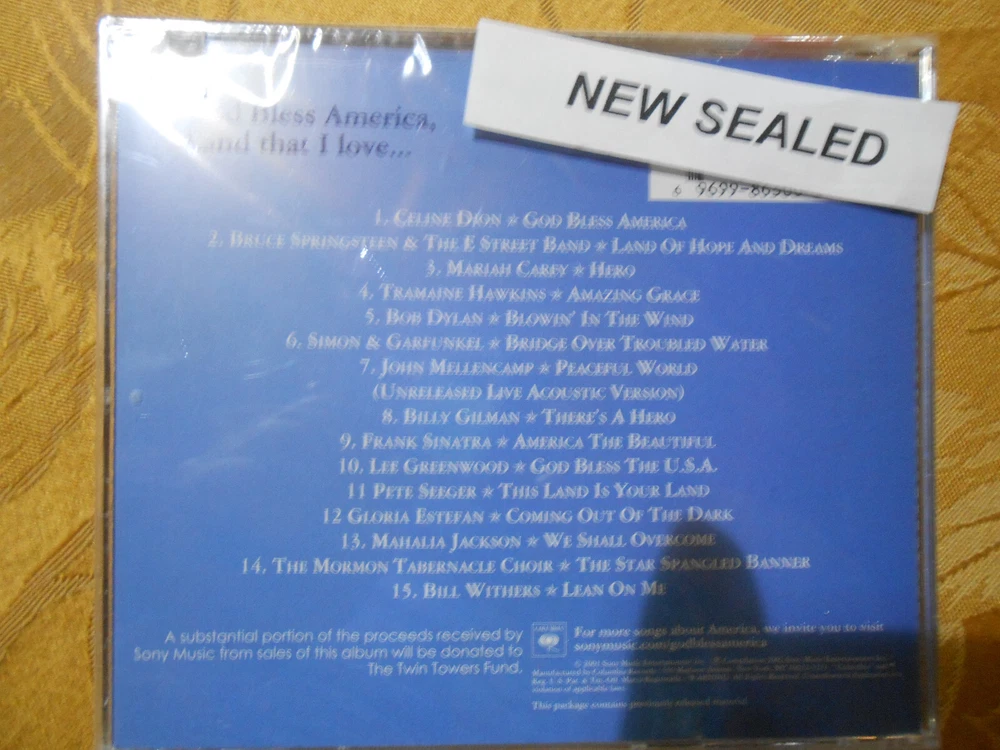 NEW SEALED
Bless America,
land that I love...
6 9699-86300
1. Celine Dion ★ God Bless America
2. Bruce Springsteen & The E Street Band ★ Land Of Hope And Dreams
3. Mariah Carey ★ Hero
4. Tramaine Hawkins ★ Amazing Grace
5. Bob Dylan ★ Blowin' In The Wind
6. Simon & Garfunkel ★ Bridge Over Troubled Water
7. John Mellencamp ★ Peaceful World
(Unreleased Live Acoustic Version)
8. Billy Gilman ★ There's A Hero
9. Frank Sinatra ★ America The Beautiful
10. Lee Greenwood ★ God Bless The U.S.A.
11 Pete Seeger ★ This Land Is Your Land
12 Gloria Estefan ★ Coming Out Of The Dark
13. Mahalia Jackson ★ We Shall Overcome
14. The Mormon Tabernacle Choir ★ The Star Spangled Banner
15. Bill Withers ★ Lean On Me
A substantial portion of the proceeds received by
Sony Music from sales of this album will be donated to
The Twin Towers Fund.
For more songs about America, we invite you to visit
sonymusic.com/godblessamerica
This package contains previously released material